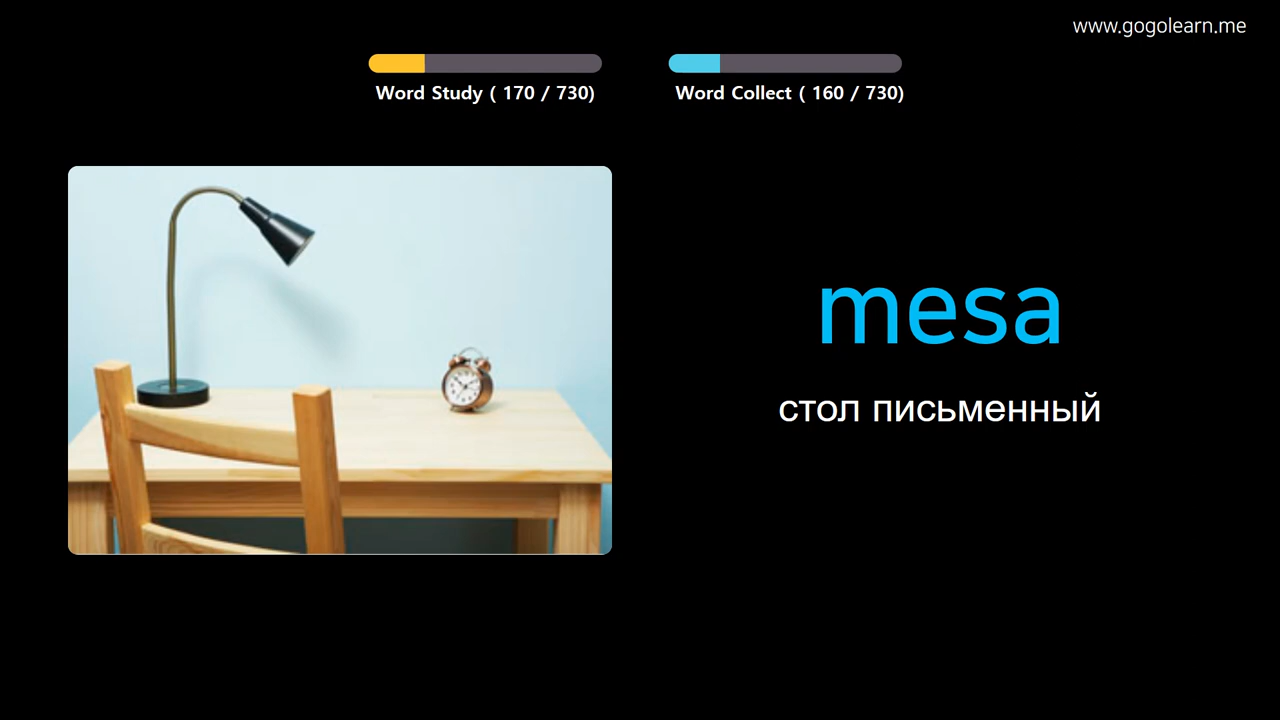 www.gogolearn.me
Word Study ( 170 / 730)
Word Collect ( 160 / 730)
mesa
стол письменный